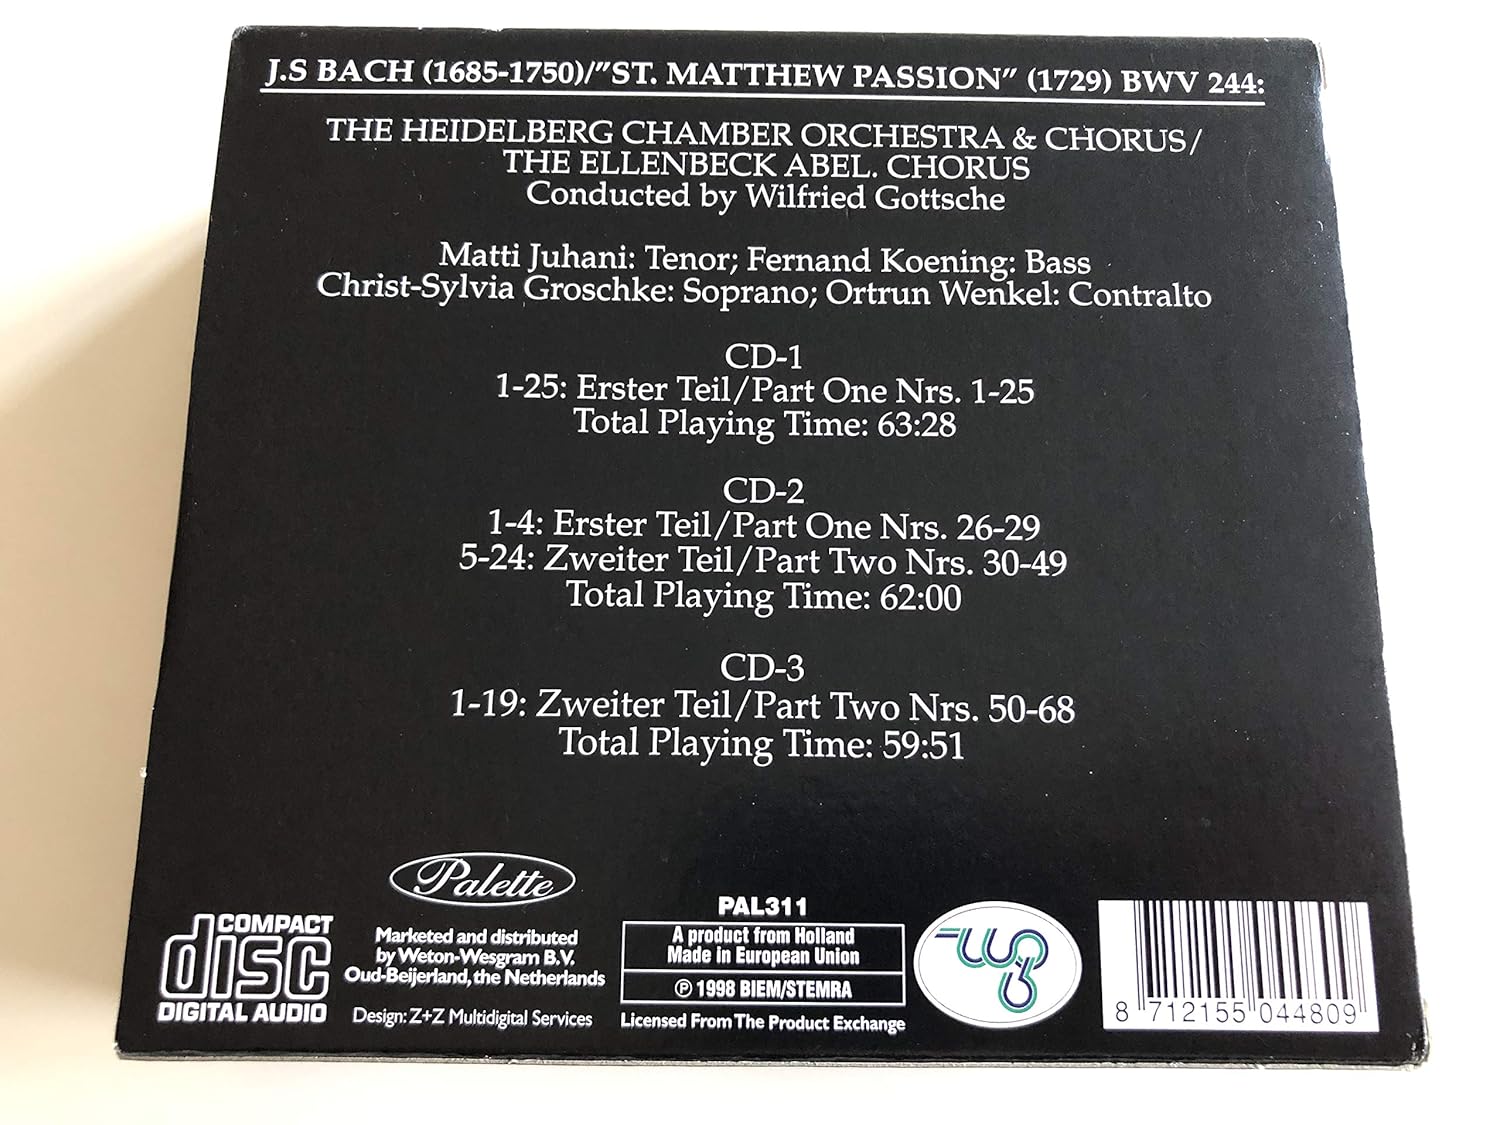 J.S BACH (1685-1750)/"ST. MATTHEW PASSION" (1729) BWV 244:
THE HEIDELBERG CHAMBER ORCHESTRA & CHORUS/
THE ELLENBECK ABEL. CHORUS
Conducted by Wilfried Gottsche
Matti Juhani: Tenor; Fernand Koening: Bass
Christ-Sylvia Groschke: Soprano; Ortrun Wenkel: Contralto
CD-1
1-25: Erster Teil/Part One Nrs. 1-25
Total Playing Time: 63:28
CD-2
1-4: Erster Teil/Part One Nrs. 26-29
5-24: Zweiter Teil/Part Two Nrs. 30-49
Total Playing Time: 62:00
CD-3
1-19: Zweiter Teil/Part Two Nrs. 50-68
Total Playing Time: 59:51
COMPACT
disc
DIGITAL AUDIO
Palette
Marketed and distributed
by Weton-Wesgram B.V.
Oud-Beijerland, the Netherlands
Design: Z+Z Multidigital Services
PAL311
A product from Holland
Made in European Union
℗ 1998 BIEM/STEMRA
Licensed From The Product Exchange
8 712155 044809